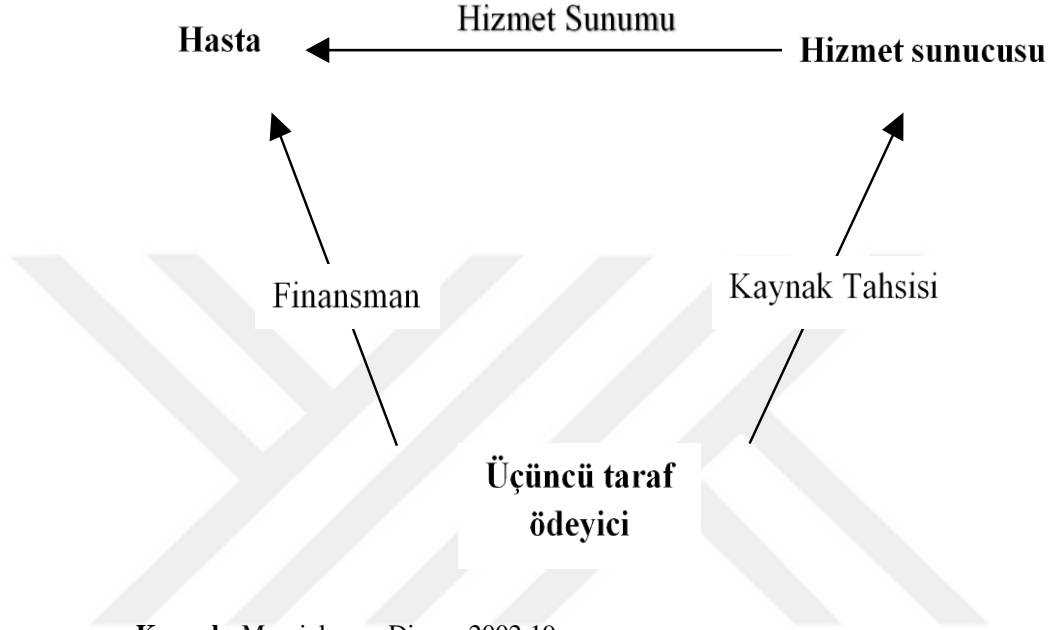 Hizmet Sunumu
Hasta
Hizmet sunucusu
Finansman
Kaynak Tahsisi
Üçüncü taraf
ödeyici